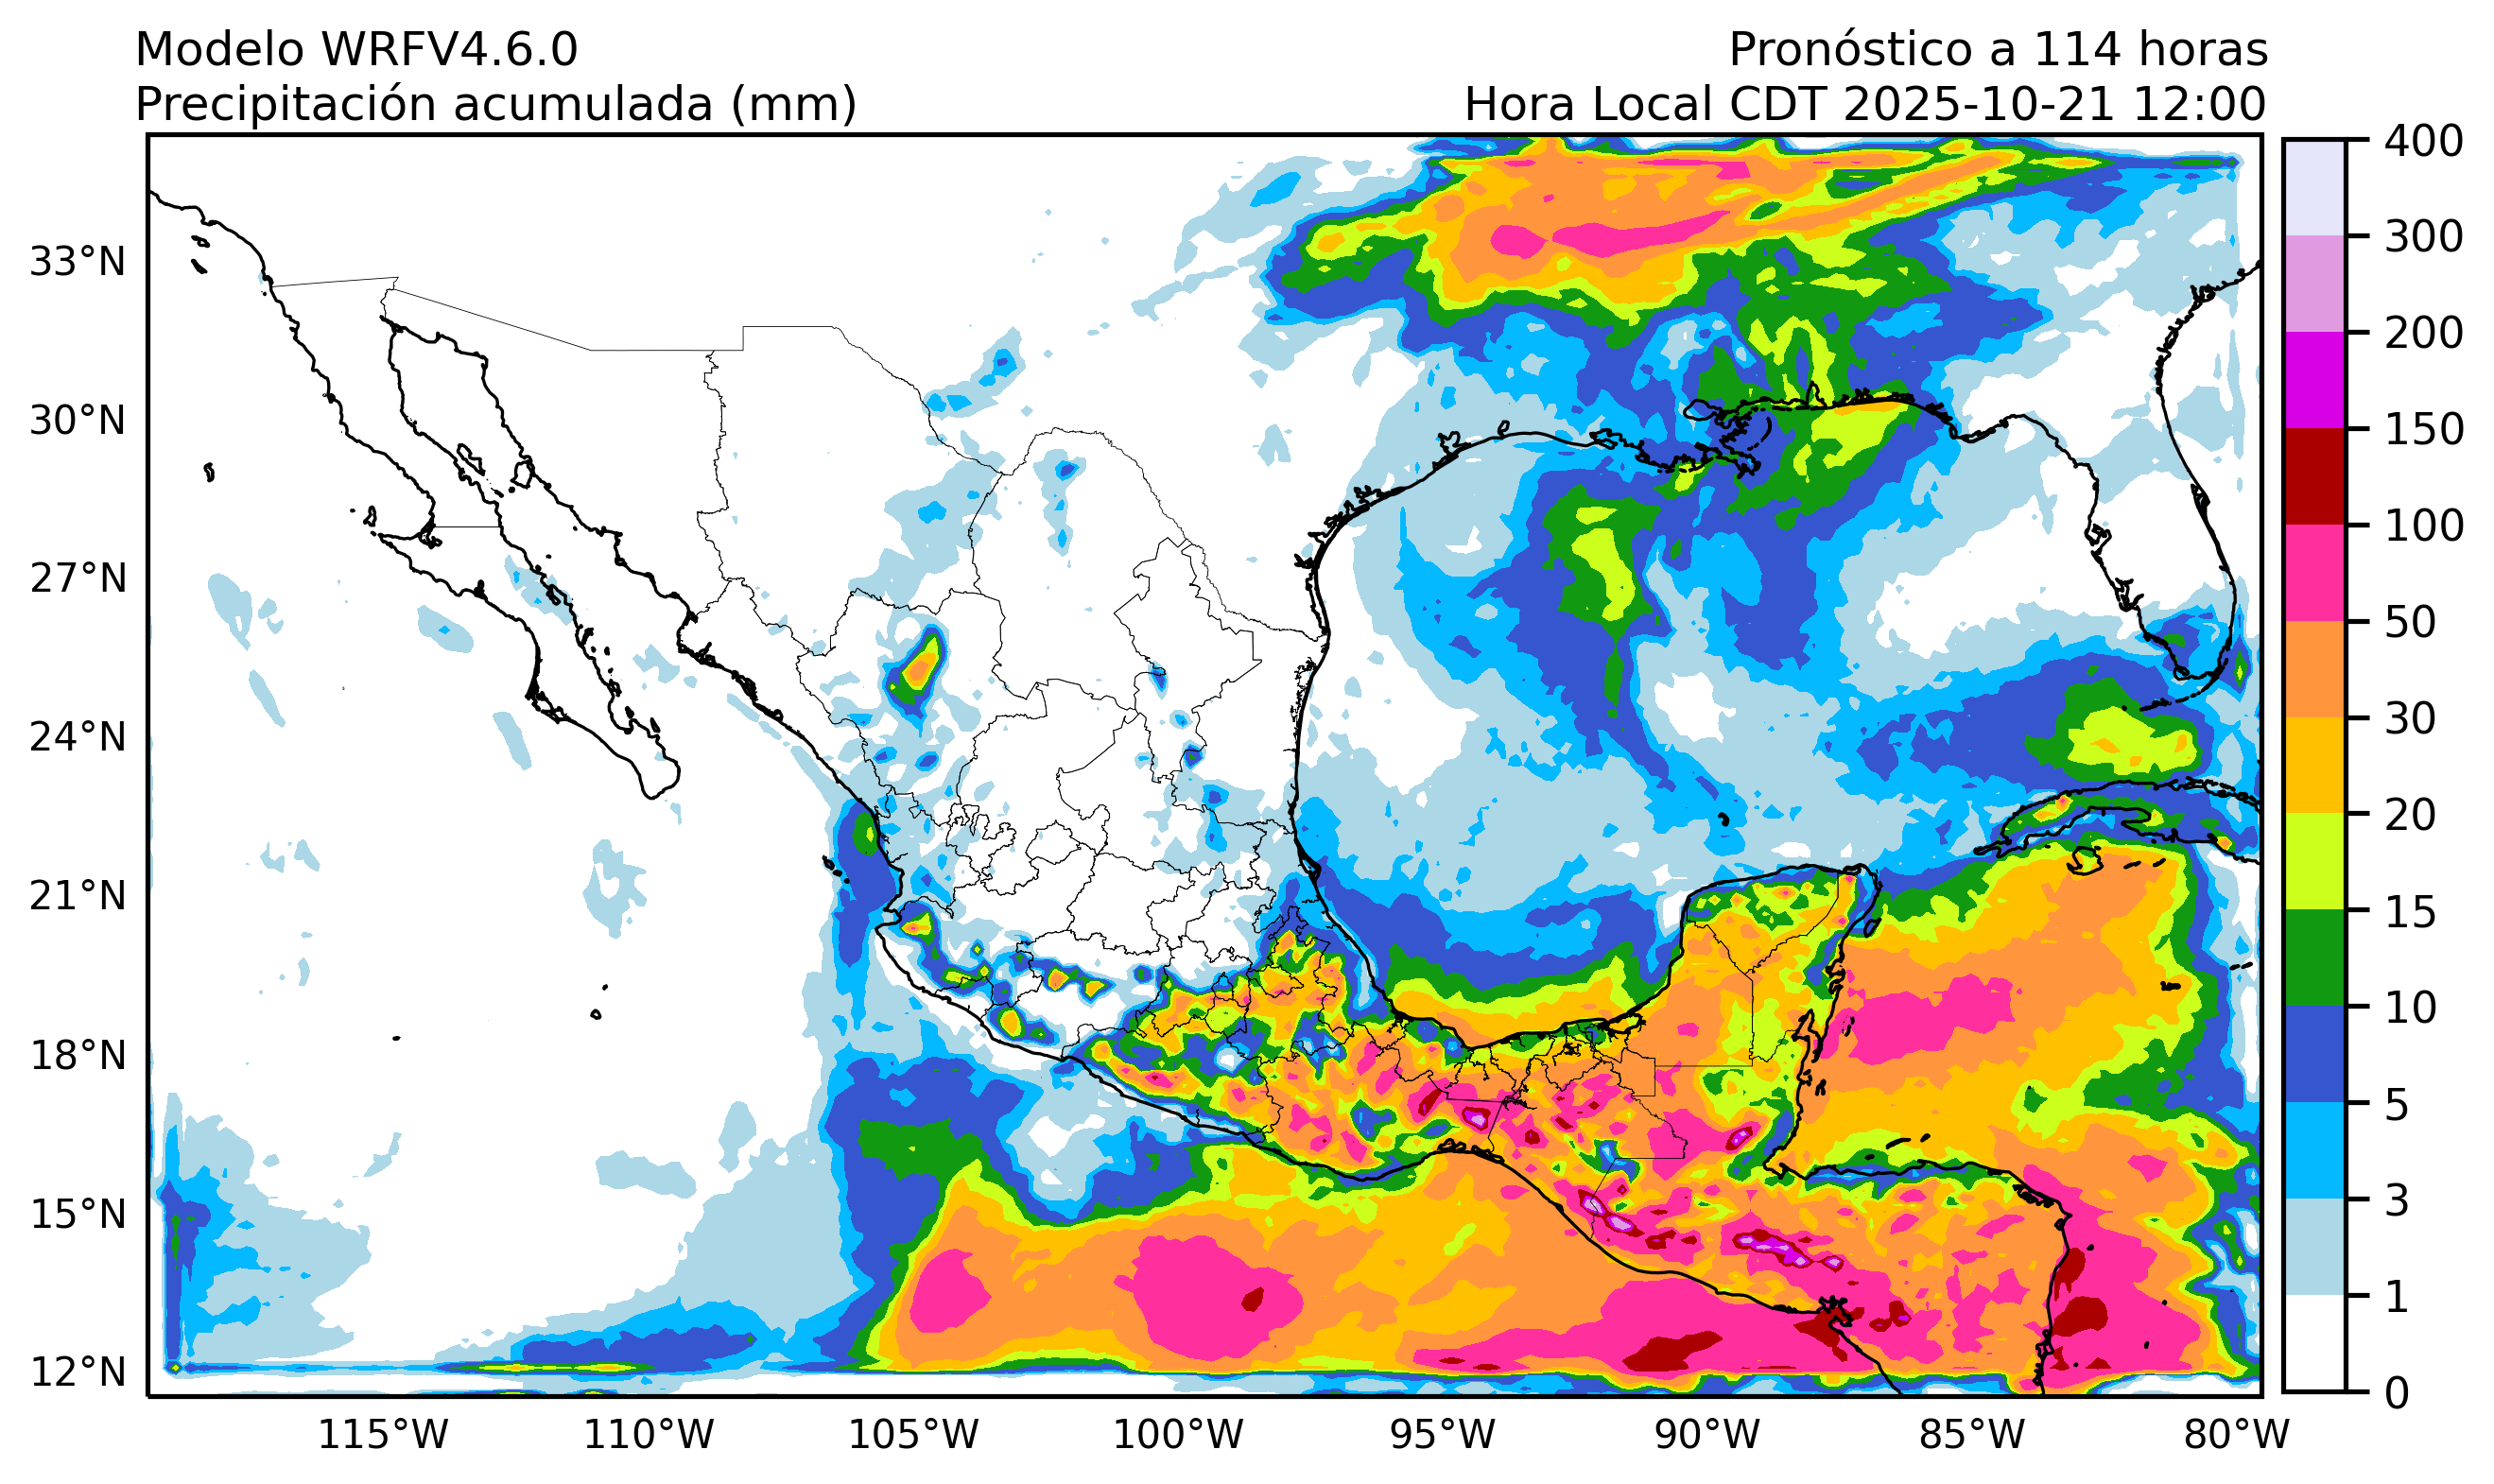 Modelo WRFV4.6.0
Pronóstico a 114 horas
Precipitación acumulada (mm)
Hora Local CDT 2025-10-21 12:00
33°N
30°N
27°N
24°N
21°N
18°N
15°N
12°N
115°W
110°W
105°W
100°W
95°W
90°W
85°W
80°W
400
300
200
150
100
50
30
20
15
10
5
3
1
0